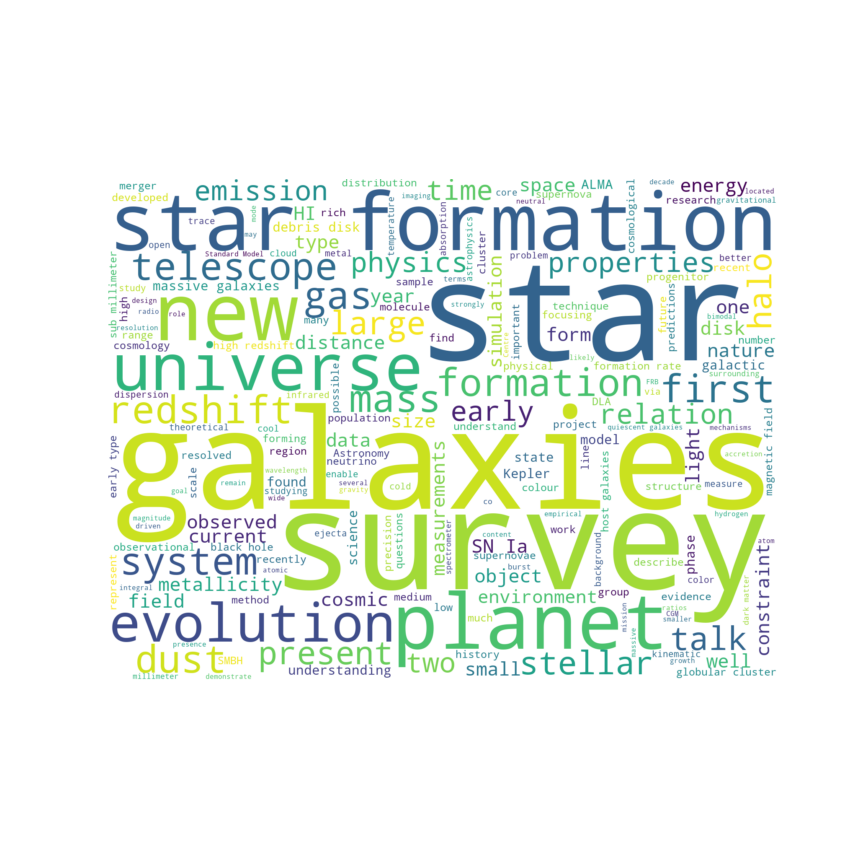 merger
developed
emission
distribution
time
space
ALMA
energy
decade
located
supernova
core
imaging
neutral
research
gravitational
trace
rich
HI
mode
debris disk
temperature
absorption
astrophysics
cosmological
star formation
open
may
Standard Model
cloud
metal
type
telescope
physics
cluster
problem
properties
progenitor
better
recent
halo
sub millimeter
study
massive galaxies
sample
terms
high
design
new
gas
year
molecule
simulation
strongly
important
technique
focusing
future
predictions
one
bimodal
radio
role
many
large
star
disk
number
resolution
range
cosmology
high redshift
distance
find
form
likely
physical
formation rate
nature
galactic
surrounding
universe
dispersion
infrared
possible
mass
formation
DLA
FRB
via
first
quiescent galaxies
mechanisms
redshift
population
early
relation
theoretical
cool
size
understand
project
early type
forming
data
model
light
magnetic field
accretion
resolved
region
Astronomy
measurements
state
line
host galaxies
scale
neutrino
Kepler
structure
measure
wavelength
enable
found
colour
goal
remain
studying
several
gravity
cold
co
galaxies
hydrogen
magnitude
driven
observed
current
ejecta
science
precision
questions
content
spectrometer
SN Ia
work
survey
background
phase
describe
atom
color
dark matter
observational
black hole
recently
burst
supernovae
integral
atomic
system
object
group
constraint
represent
metallicity
environment
evidence
ratios
CGM
smaller
field
method
cosmic
medium
low
mission
massive
evolution
much
planet
presence
kinematic
growth
talk
dust
SMBH
present
two
history
small
stellar
well
understanding
millimeter
demonstrate
globular cluster